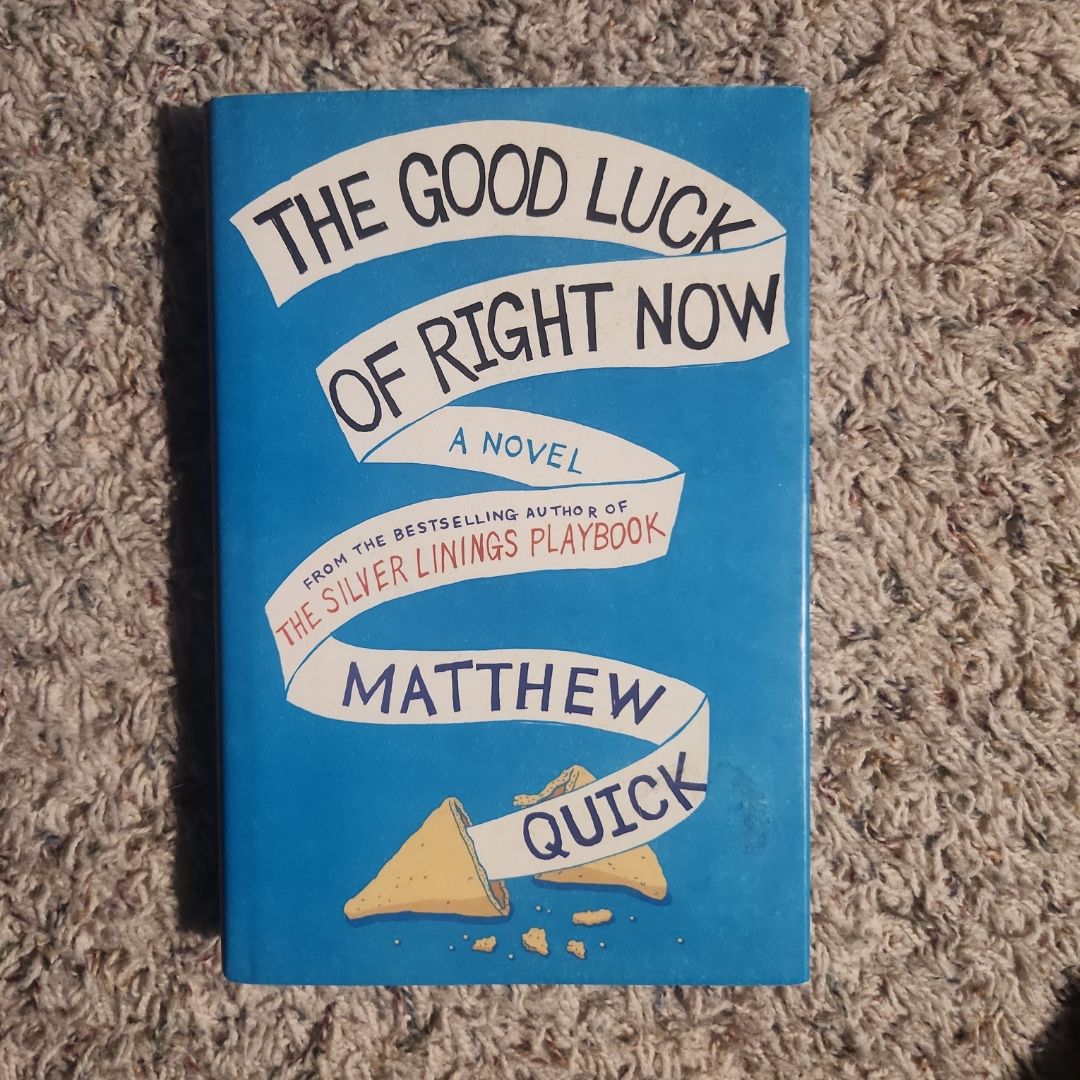 THE GOOD LUCK
OF RIGHT NOW
A NOVEL
FROM THE BESTSELLING AUTHOR OF
THE SILVER LININGS PLAYBOOK
MATTHEW
QUICK